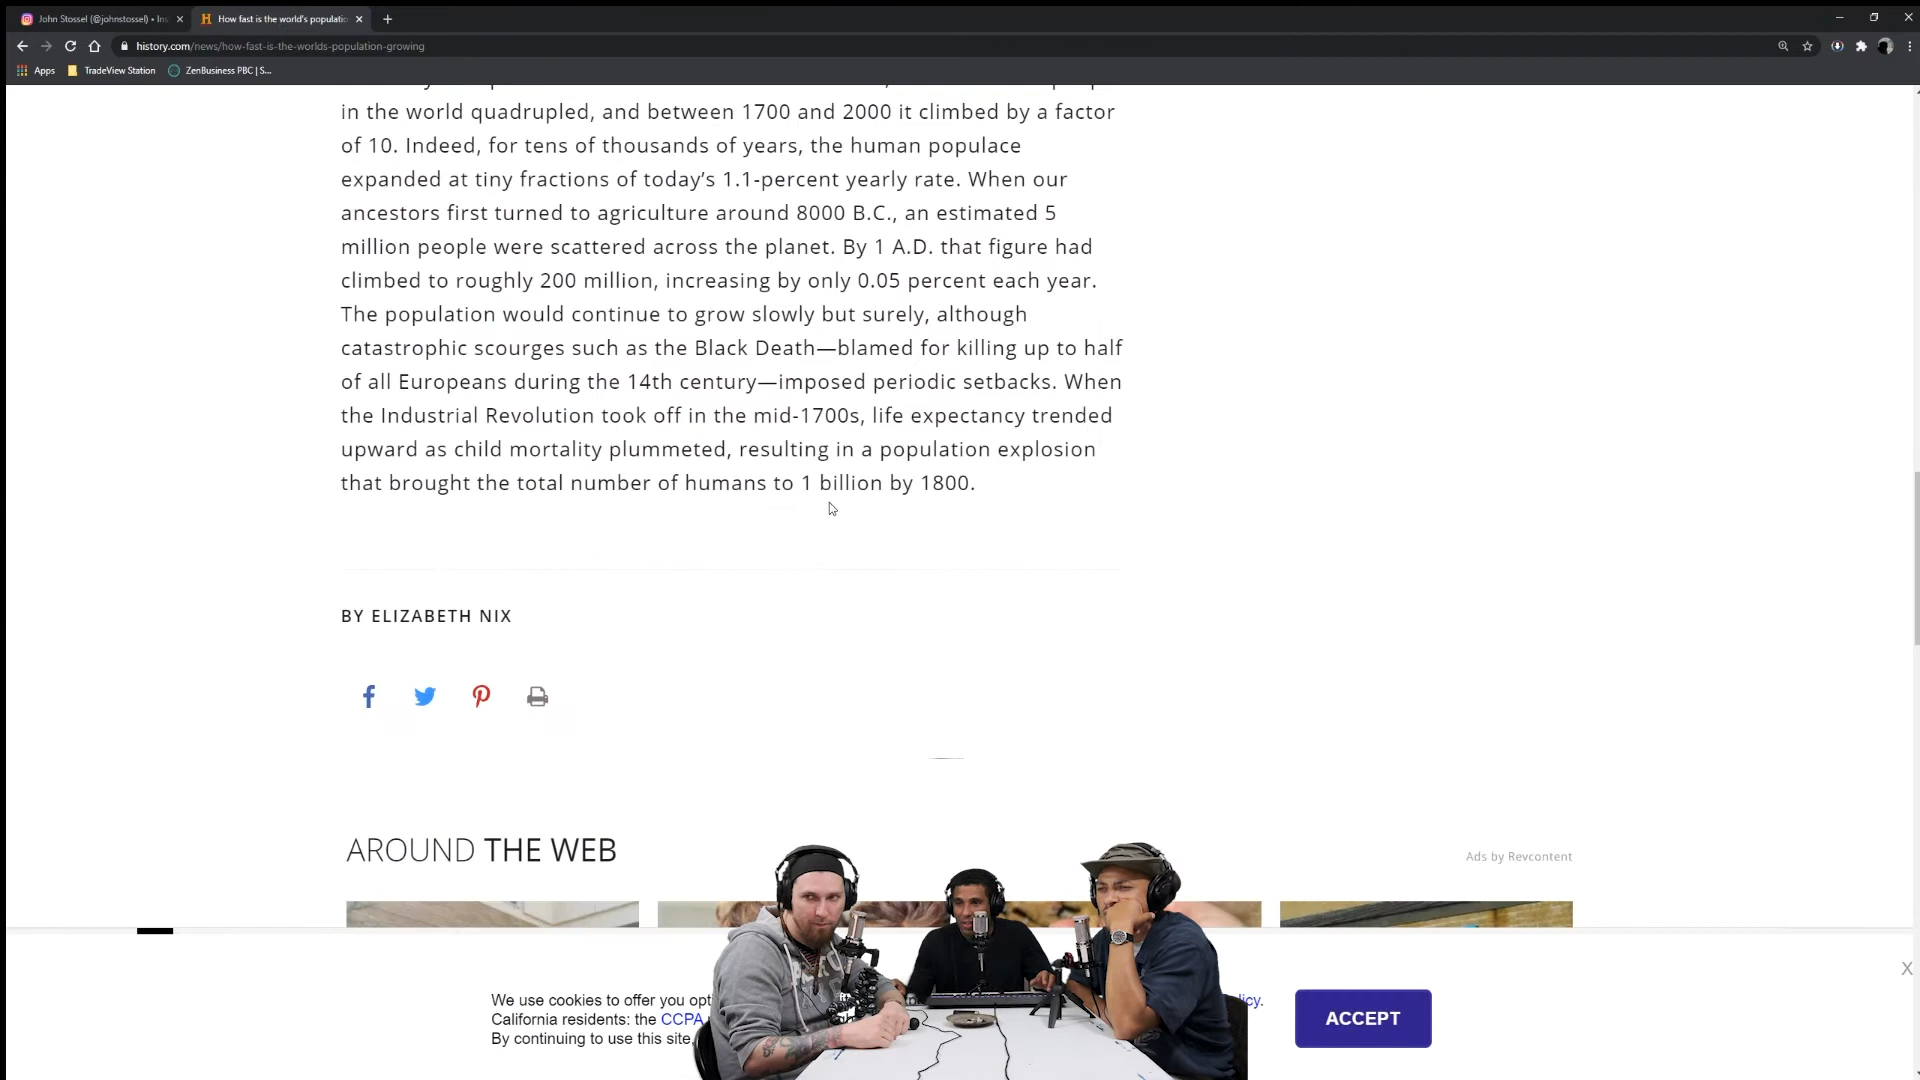 John Stossel (@johnstossel) • Ins
How fast is the world's populatio
history.com/news/how-fast-is-the-worlds-population-growing
Apps
TradeView Station
ZenBusiness PBC | S...
in the world quadrupled, and between 1700 and 2000 it climbed by a factor
of 10. Indeed, for tens of thousands of years, the human populace
expanded at tiny fractions of today’s 1.1-percent yearly rate. When our
ancestors first turned to agriculture around 8000 B.C., an estimated 5
million people were scattered across the planet. By 1 A.D. that figure had
climbed to roughly 200 million, increasing by only 0.05 percent each year.
The population would continue to grow slowly but surely, although
catastrophic scourges such as the Black Death—blamed for killing up to half
of all Europeans during the 14th century—imposed periodic setbacks. When
the Industrial Revolution took off in the mid-1700s, life expectancy trended
upward as child mortality plummeted, resulting in a population explosion
that brought the total number of humans to 1 billion by 1800.
BY ELIZABETH NIX
AROUND THE WEB
Ads by Revcontent
We use cookies to offer you
California residents: the CCPA
By continuing to use this site,
ACCEPT
X